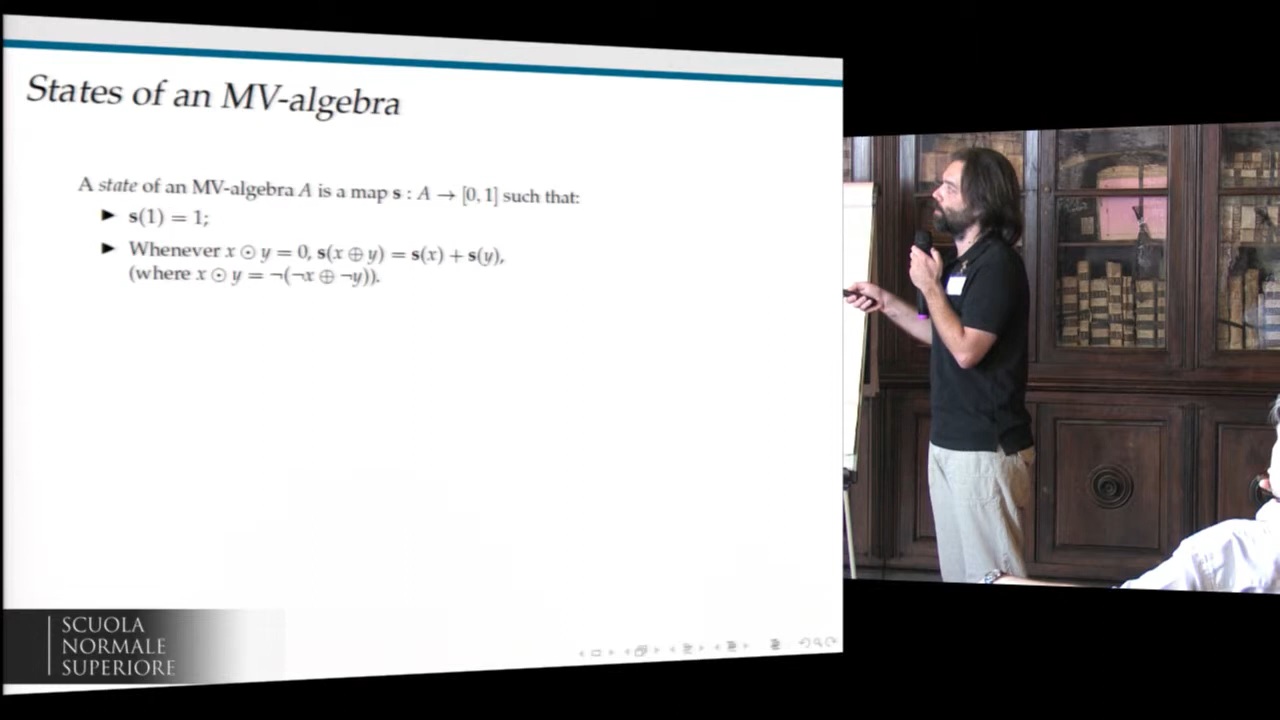 States of an MV-algebra
A state of an MV-algebra A is a map s : A → [0, 1] such that:
► s(1) = 1;
► Whenever x ⊙ y = 0, s(x ⊕ y) = s(x) + s(y),
(where x ⊙ y = ¬(¬x ⊕ ¬y)).
SCUOLA
NORMALE
SUPERIORE